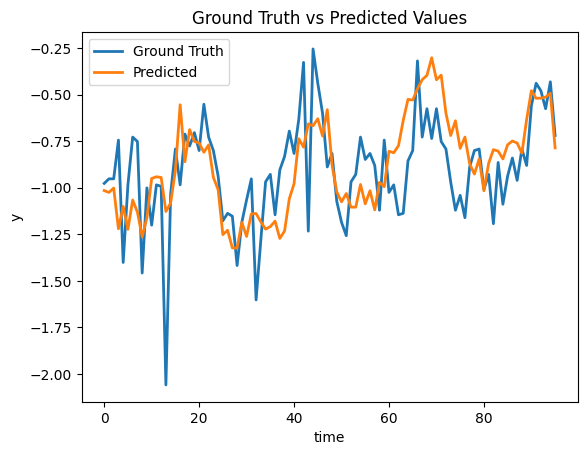 Ground Truth vs Predicted Values
Ground Truth
Predicted
−0.25
−0.50
−0.75
−1.00
−1.25
−1.50
−1.75
−2.00
y
0 20 40 60 80
time